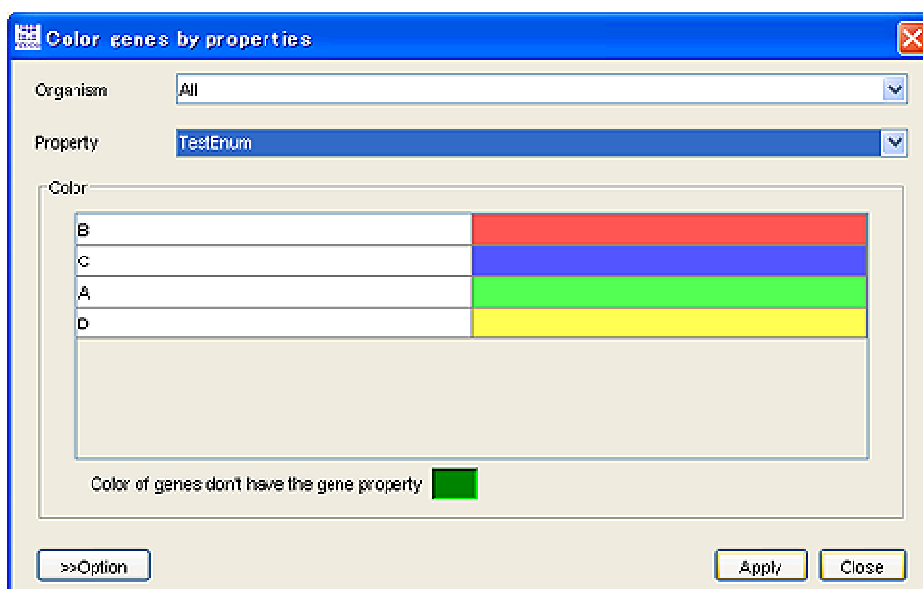 Color genes by properties
Organism All
Property TestEnum
Color
B
C
A
D
Color of genes don't have the gene property
>>Option Apply Close